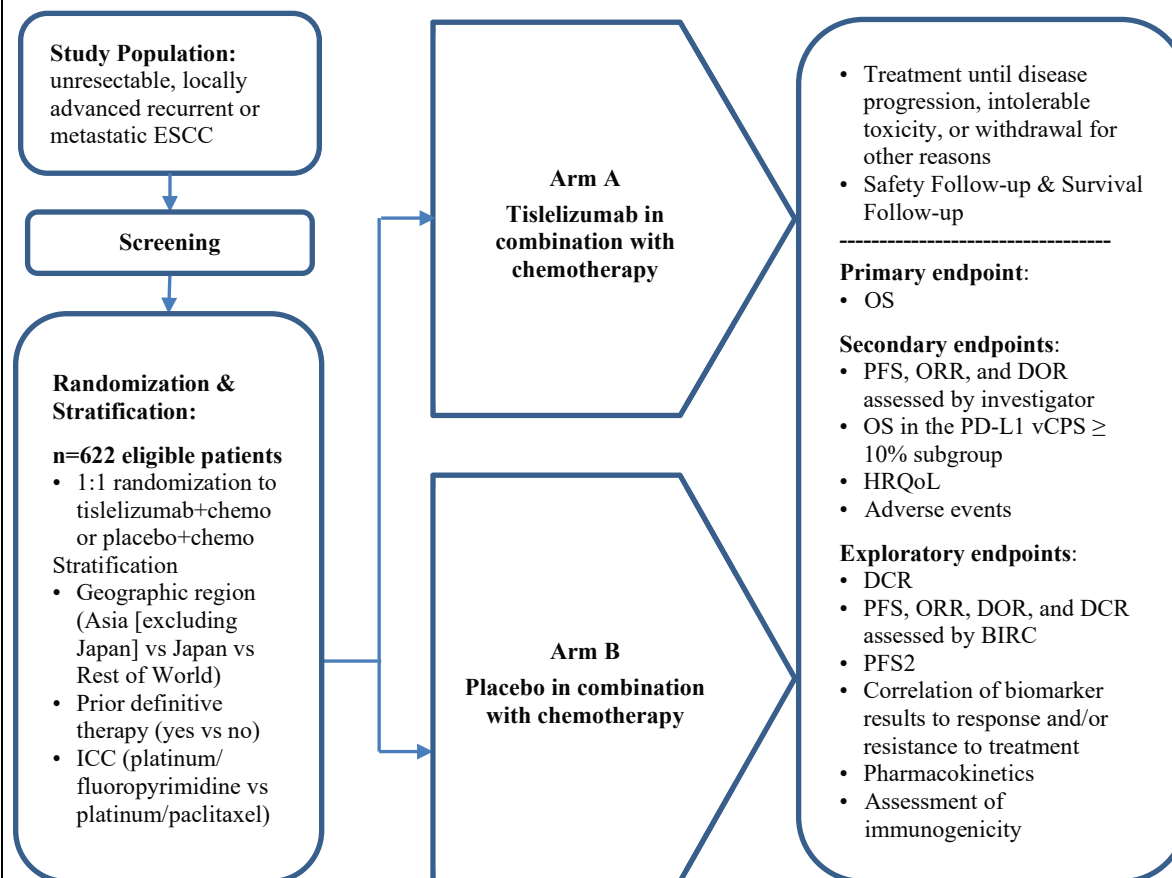 Study Population:
unresectable, locally
advanced recurrent or
metastatic ESCC
Screening
Randomization &
Stratification:
n=622 eligible patients
• 1:1 randomization to
tislelizumab+chemo
or placebo+chemo
Stratification
• Geographic region
(Asia [excluding
Japan] vs Japan vs
Rest of World)
• Prior definitive
therapy (yes vs no)
• ICC (platinum/
fluoropyrimidine vs
platinum/paclitaxel)
Arm A
Tislelizumab in
combination with
chemotherapy
Arm B
Placebo in combination
with chemotherapy
• Treatment until disease
progression, intolerable
toxicity, or withdrawal for
other reasons
• Safety Follow-up & Survival
Follow-up
----------------------------------
Primary endpoint:
• OS
Secondary endpoints:
• PFS, ORR, and DOR
assessed by investigator
• OS in the PD-L1 vCPS ≥
10% subgroup
• HRQoL
• Adverse events
Exploratory endpoints:
• DCR
• PFS, ORR, DOR, and DCR
assessed by BIRC
• PFS2
• Correlation of biomarker
results to response and/or
resistance to treatment
• Pharmacokinetics
• Assessment of
immunogenicity